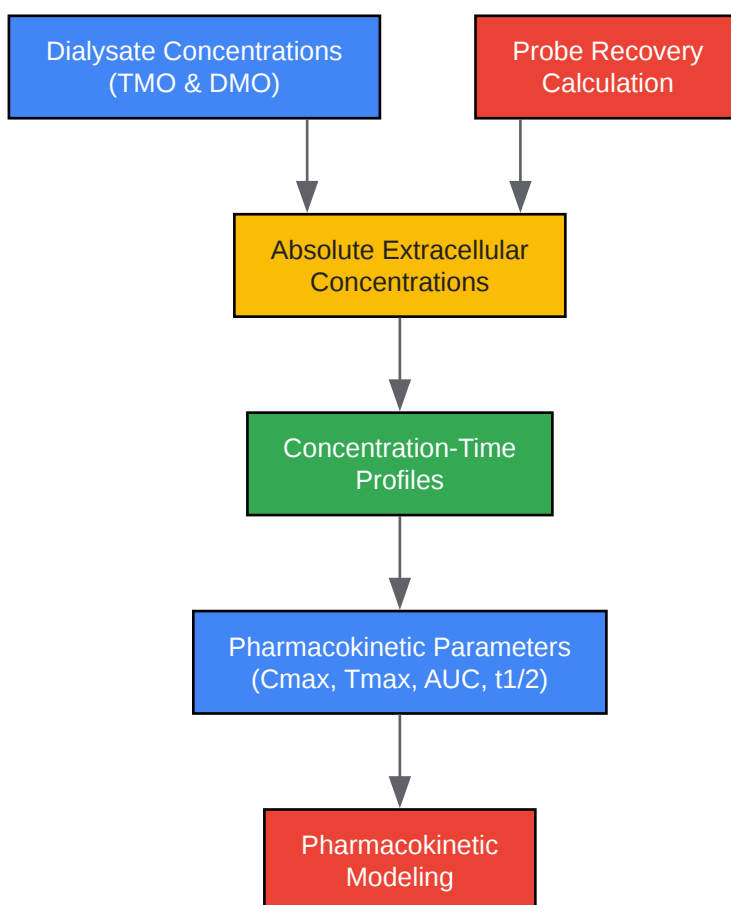 Dialysate Concentrations
(TMO & DMO)
Probe Recovery
Calculation
Absolute Extracellular
Concentrations
Concentration-Time
Profiles
Pharmacokinetic Parameters
(Cmax, Tmax, AUC, t1/2)
Pharmacokinetic
Modeling